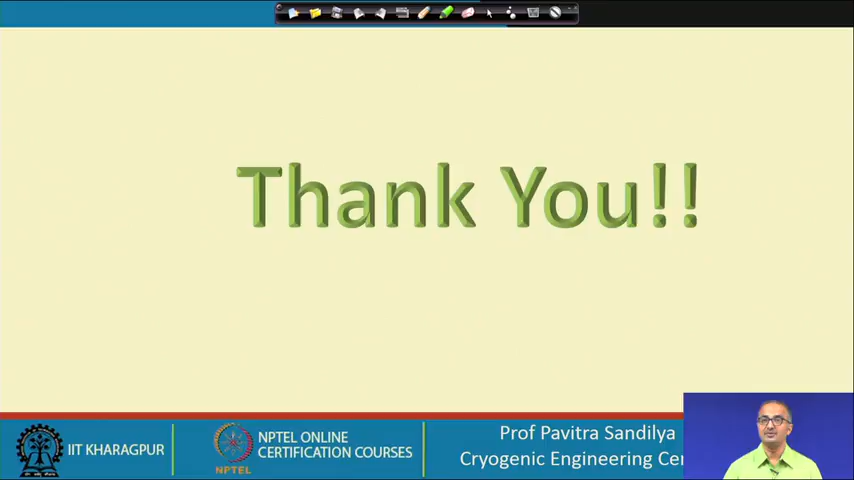 Thank You!!
IIT KHARAGPUR
NPTEL
NPTEL ONLINE
CERTIFICATION COURSES
Prof Pavitra Sandilya
Cryogenic Engineering Cen